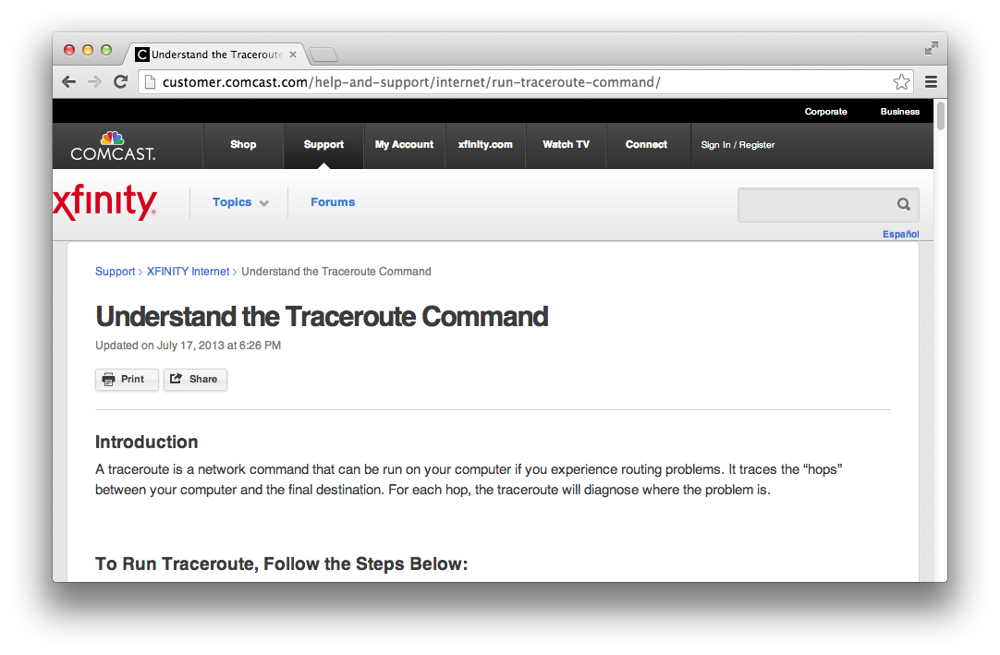 C Understand the Traceroute
customer.comcast.com/help-and-support/internet/run-traceroute-command/
Corporate Business
COMCAST. Shop Support My Account xfinity.com Watch TV Connect Sign In / Register
xfinity® Topics Forums
Español
Support > XFINITY Internet > Understand the Traceroute Command
Understand the Traceroute Command
Updated on July 17, 2013 at 6:26 PM
Print Share
Introduction
A traceroute is a network command that can be run on your computer if you experience routing problems. It traces the “hops”
between your computer and the final destination. For each hop, the traceroute will diagnose where the problem is.
To Run Traceroute, Follow the Steps Below: